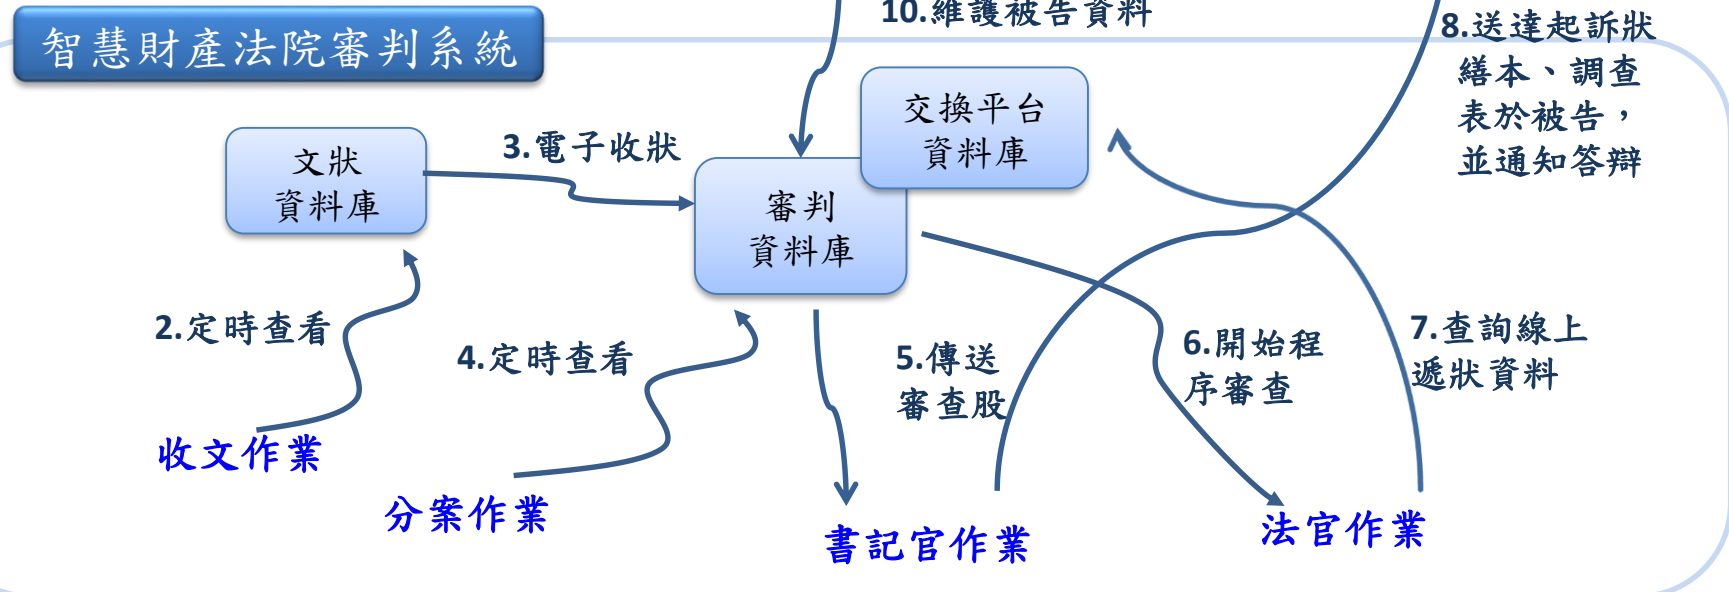 10.維護被告資料
智慧財產法院審判系統
8.送達起訴狀
繕本、調查
表於被告，
並通知答辯
交換平台
資料庫
3.電子收狀
文狀
資料庫
審判
資料庫
2.定時查看
4.定時查看
5.傳送
審查股
6.開始程
序審查
7.查詢線上
遞狀資料
收文作業
分案作業
書記官作業
法官作業